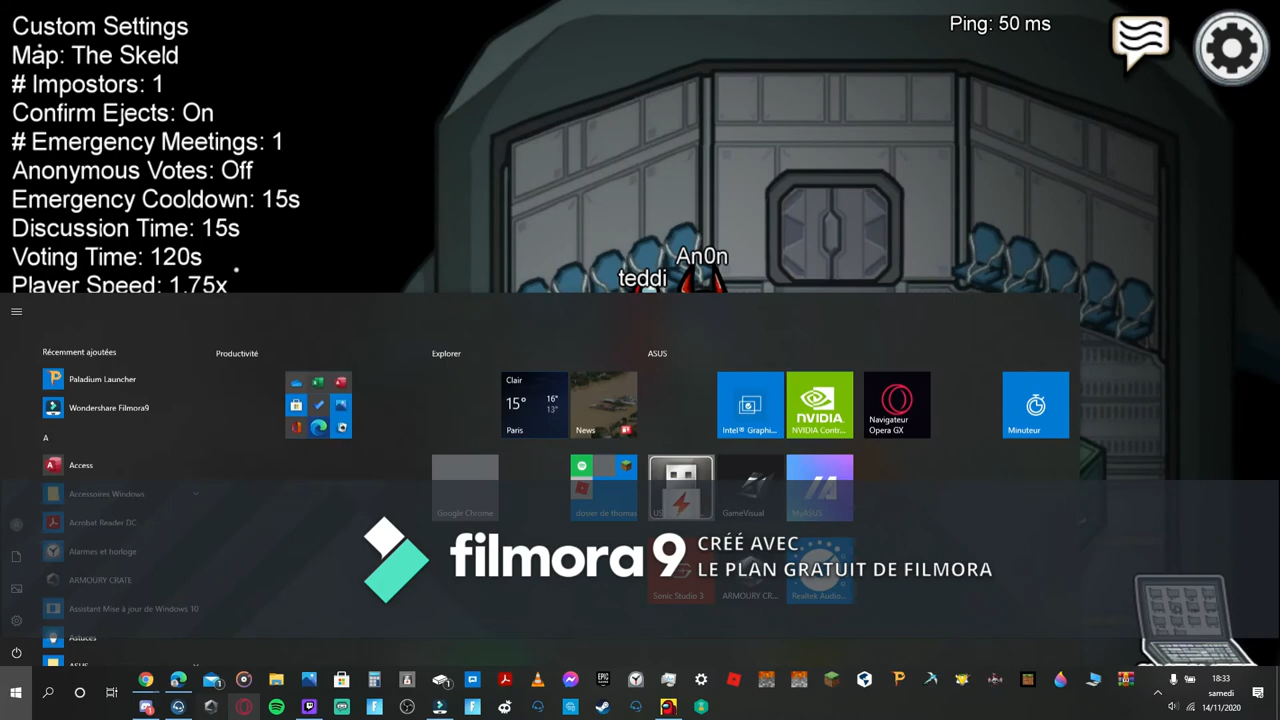 Custom Settings
Map: The Skeld
# Impostors: 1
Confirm Ejects: On
# Emergency Meetings: 1
Anonymous Votes: Off
Emergency Cooldown: 15s
Discussion Time: 15s
Voting Time: 120s
Player Speed: 1.75x
Ping: 50 ms
An0n
teddi
Récemment ajoutées
Paladium Launcher
Wondershare Filmora9
A
Access
Accessoires Windows
Acrobat Reader DC
Alarmes et horloge
ARMOURY CRATE
Assistant Mise à jour de Windows 10
Astuces
ASUS
Productivité
Explorer
Clair
15°
16°
13°
Paris
News
Google Chrome
dosier de thomas
ASUS
Intel® Graphi...
NVIDIA
NVIDIA Contr...
Navigateur
Opera GX
Minuteur
GameVisual
MyASUS
Sonic Studio 3
ARMOURY CR...
Realtek Audio...
filmora9
CRÉÉ AVEC
LE PLAN GRATUIT DE FILMORA
18:33
samedi
14/11/2020